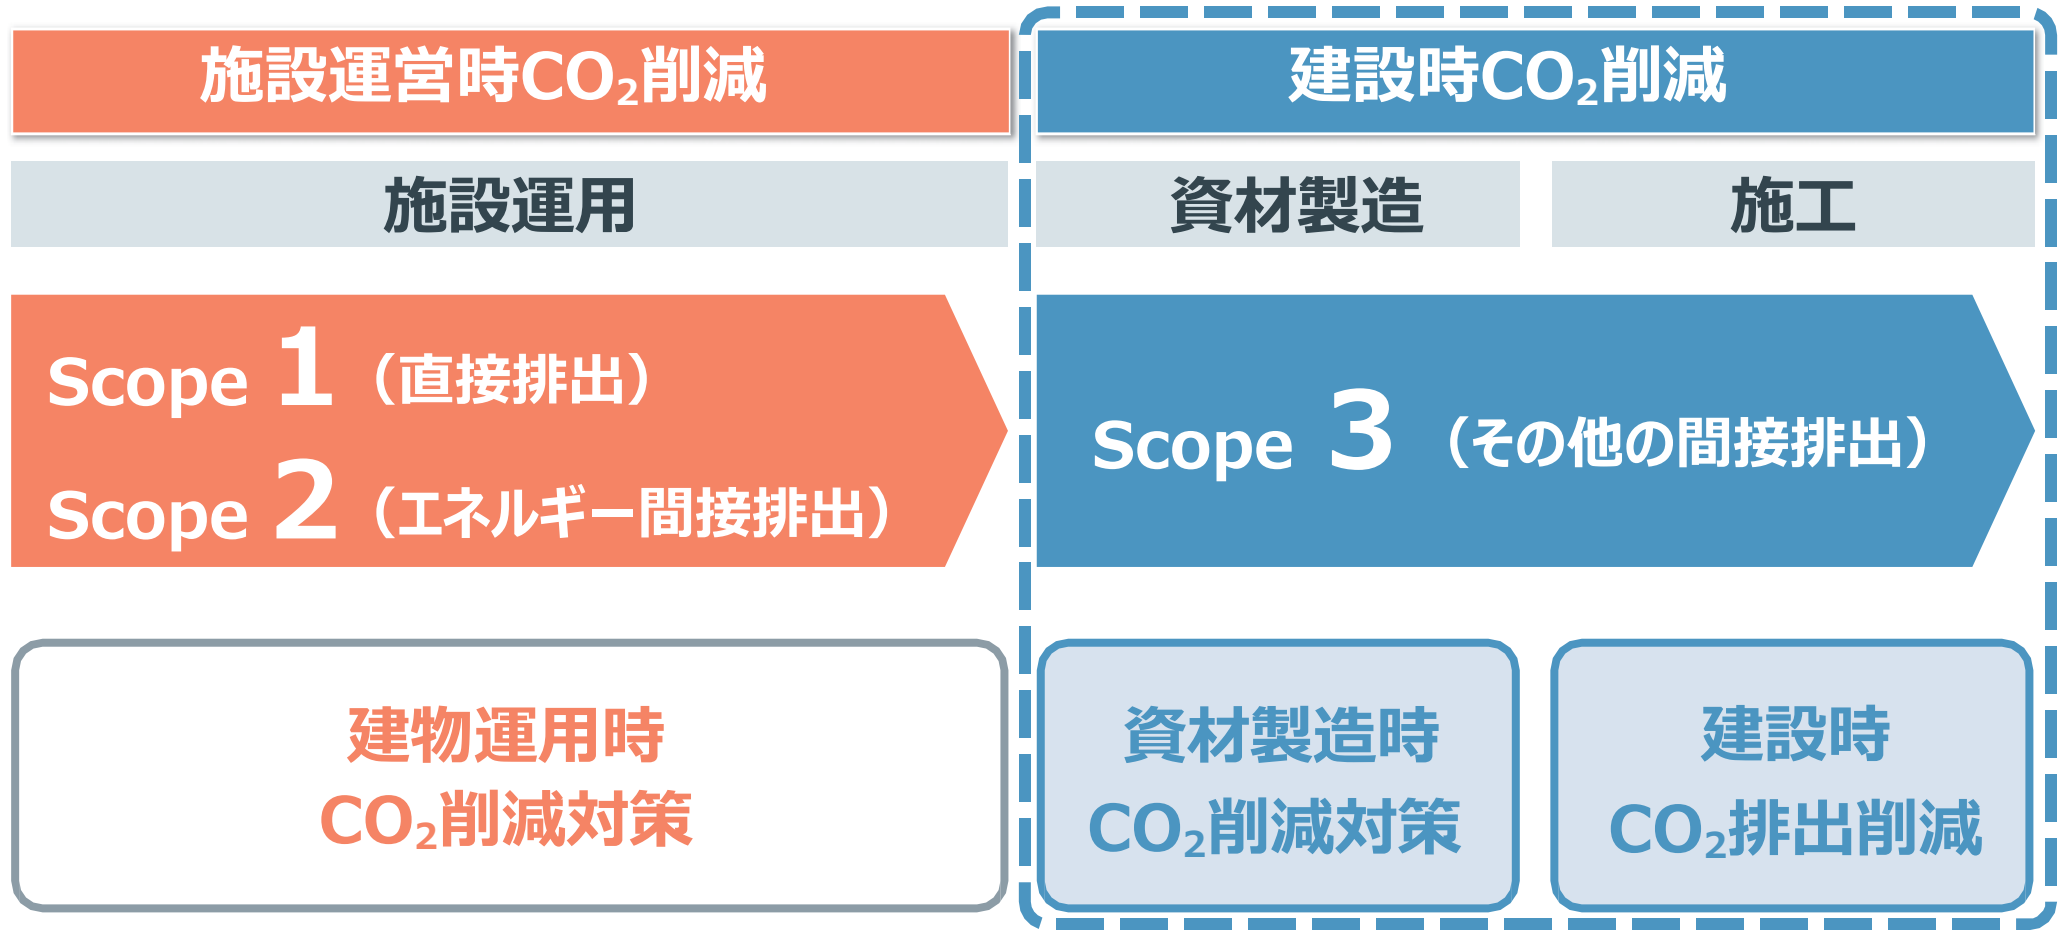 施設運営時CO₂削減
施設運用
Scope 1（直接排出）
Scope 2（エネルギー間接排出）
建物運用時
CO₂削減対策
建設時CO₂削減
資材製造
施工
Scope 3（その他の間接排出）
資材製造時
CO₂削減対策
建設時
CO₂排出削減